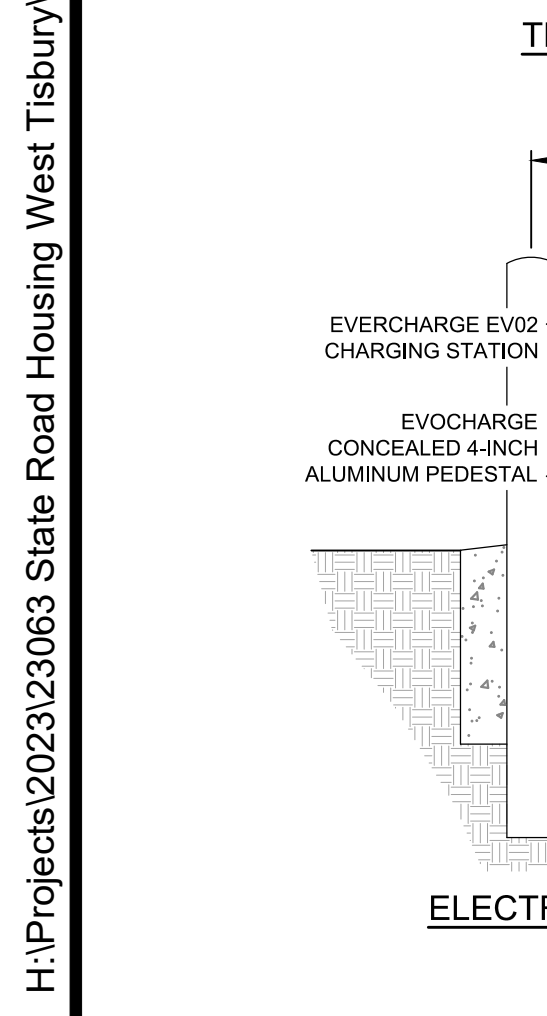 H:\Projects\2023\23063 State Road Housing West Tisbury\
EVERCHARGE EV02
CHARGING STATION
EVOCHARGE
CONCEALED 4-INCH
ALUMINUM PEDESTAL